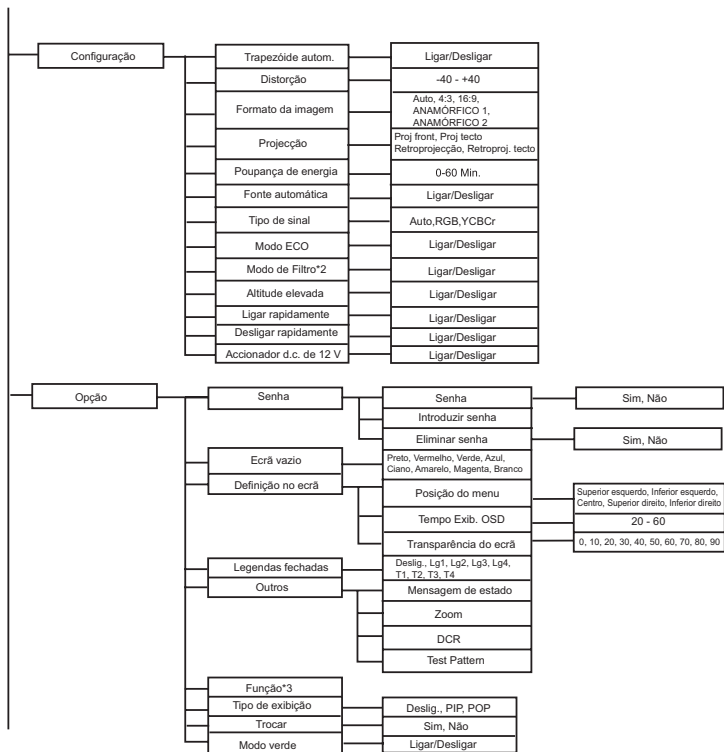 Configuração
Trapezóide autom.
Ligar/Desligar
Distorção
-40 - +40
Formato da imagem
Auto, 4:3, 16:9,
ANAMÓRFICO 1,
ANAMÓRFICO 2
Projecção
Proj front, Proj tecto
Retroprojecção, Retroproj. tecto
Poupança de energia
0-60 Min.
Fonte automática
Ligar/Desligar
Tipo de sinal
Auto,RGB,YCBCr
Modo ECO
Ligar/Desligar
Modo de Filtro*2
Ligar/Desligar
Altitude elevada
Ligar/Desligar
Ligar rapidamente
Ligar/Desligar
Desligar rapidamente
Ligar/Desligar
Accionador d.c. de 12 V
Ligar/Desligar
Opção
Senha
Senha
Sim, Não
Introduzir senha
Eliminar senha
Sim, Não
Ecrã vazio
Preto, Vermelho, Verde, Azul,
Ciano, Amarelo, Magenta, Branco
Definição no ecrã
Posição do menu
Superior esquerdo, Inferior esquerdo,
Centro, Superior direito, Inferior direito
Tempo Exib. OSD
20 - 60
Transparência do ecrã
0, 10, 20, 30, 40, 50, 60, 70, 80, 90
Legendas fechadas
Deslig., Lg1, Lg2, Lg3, Lg4,
T1, T2, T3, T4
Outros
Mensagem de estado
Zoom
DCR
Test Pattern
Função*3
Tipo de exibição
Deslig., PIP, POP
Trocar
Sim, Não
Modo verde
Ligar/Desligar